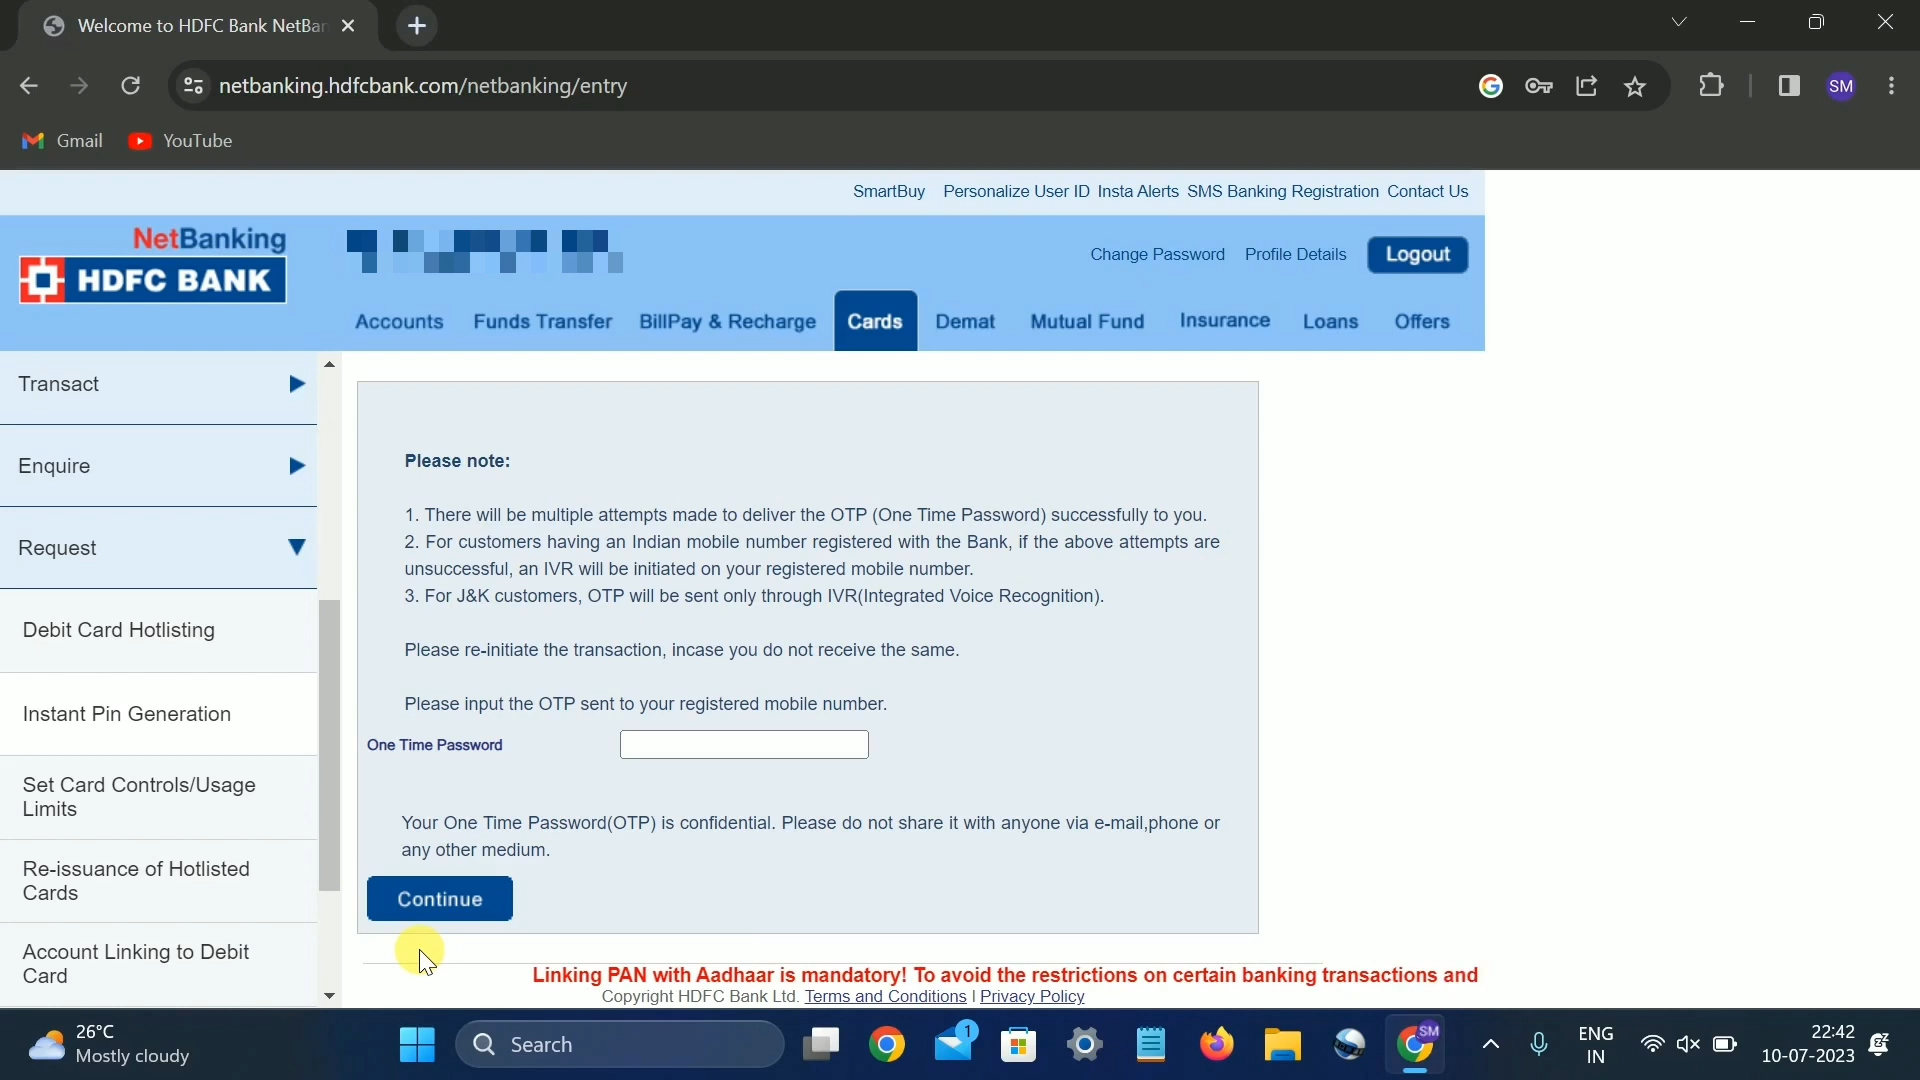 Welcome to HDFC Bank NetBan
netbanking.hdfcbank.com/netbanking/entry
SM
Gmail
YouTube
SmartBuy Personalize User ID Insta Alerts SMS Banking Registration Contact Us
NetBanking
HDFC BANK
Change Password Profile Details Logout
Accounts Funds Transfer BillPay & Recharge Cards Demat Mutual Fund Insurance Loans Offers
Transact
Enquire
Request
Debit Card Hotlisting
Instant Pin Generation
Set Card Controls/Usage
Limits
Re-issuance of Hotlisted
Cards
Account Linking to Debit
Card
Please note:
1. There will be multiple attempts made to deliver the OTP (One Time Password) successfully to you.
2. For customers having an Indian mobile number registered with the Bank, if the above attempts are
unsuccessful, an IVR will be initiated on your registered mobile number.
3. For J&K customers, OTP will be sent only through IVR(Integrated Voice Recognition).
Please re-initiate the transaction, incase you do not receive the same.
Please input the OTP sent to your registered mobile number.
One Time Password
Your One Time Password(OTP) is confidential. Please do not share it with anyone via e-mail,phone or
any other medium.
Continue
Linking PAN with Aadhaar is mandatory! To avoid the restrictions on certain banking transactions and
Copyright HDFC Bank Ltd. Terms and Conditions | Privacy Policy
26°C
Mostly cloudy
Search
1
SM
ENG
IN
22:42
10-07-2023